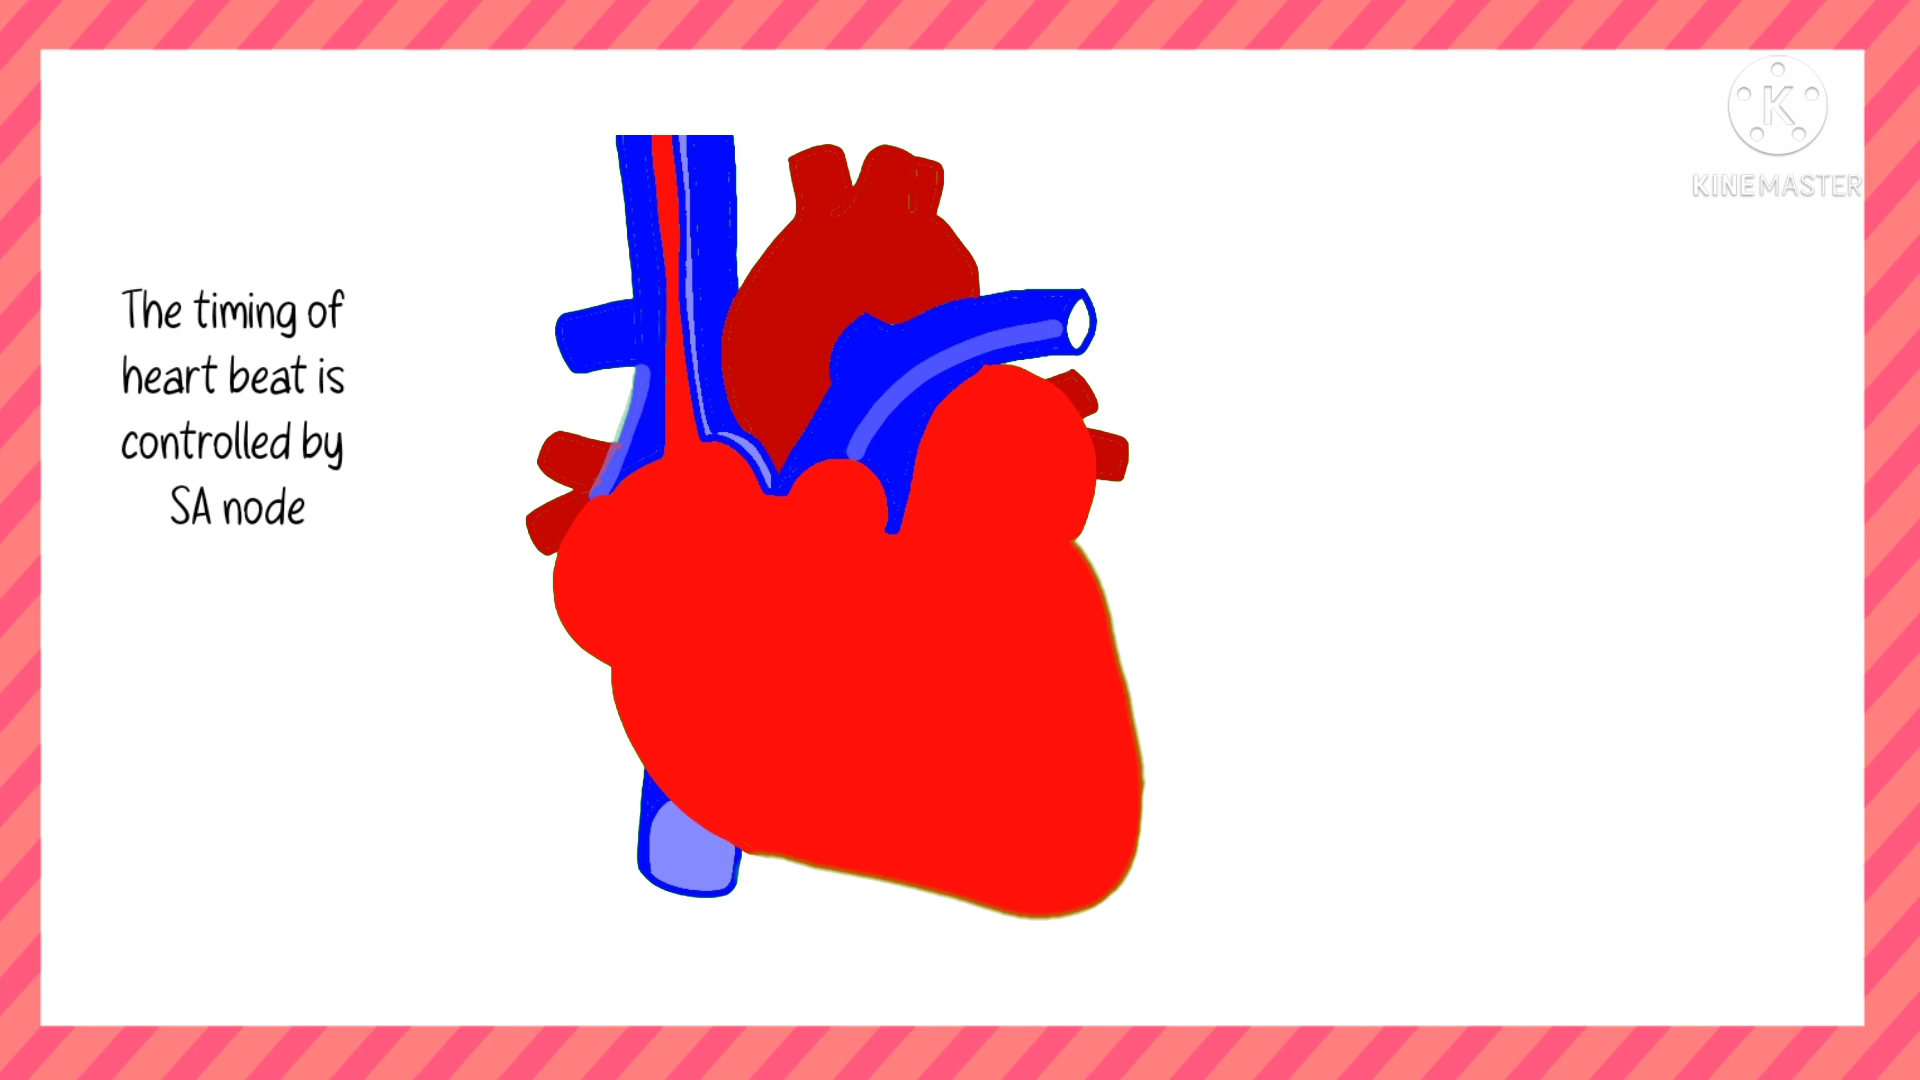 The timing of
heart beat is
controlled by
SA node
K
KINEMASTER